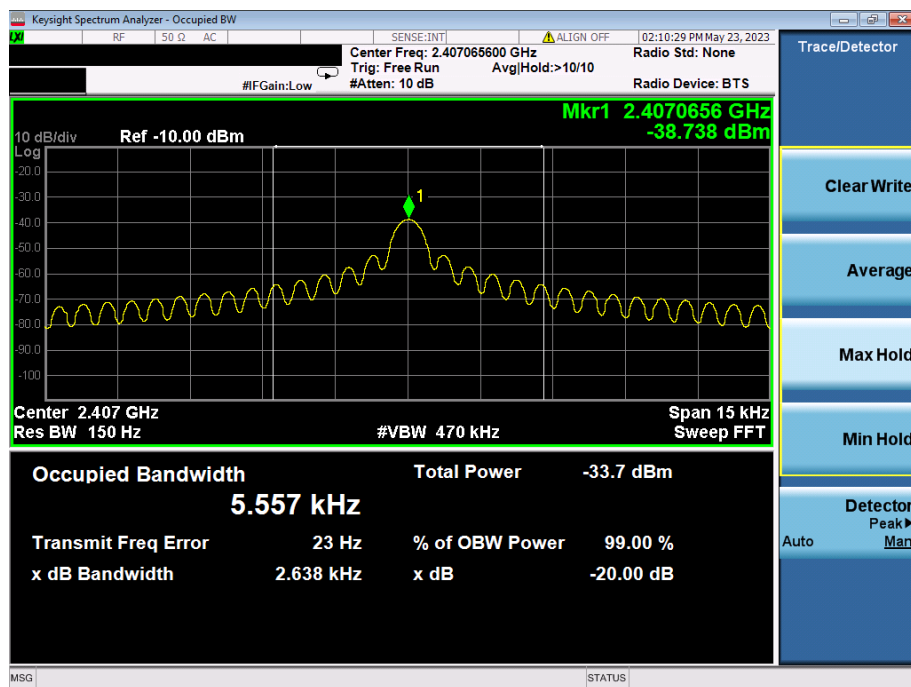 Keysight Spectrum Analyzer - Occupied BW
LXI RF 50 Ω AC SENSE:INT ALIGN OFF 02:10:29 PM May 23, 2023
Center Freq: 2.407065600 GHz Radio Std: None
Trig: Free Run Avg|Hold:>10/10
#IFGain:Low #Atten: 10 dB Radio Device: BTS
Mkr1 2.4070656 GHz
-38.738 dBm
10 dB/div Ref -10.00 dBm
Log
1
-20.0
-30.0
-40.0
-50.0
-60.0
-70.0
-80.0
-90.0
-100
Center 2.407 GHz Span 15 kHz
Res BW 150 Hz #VBW 470 kHz Sweep FFT
Occupied Bandwidth Total Power -33.7 dBm
5.557 kHz
Transmit Freq Error 23 Hz % of OBW Power 99.00 %
x dB Bandwidth 2.638 kHz x dB -20.00 dB
Trace/Detector
Clear Write
Average
Max Hold
Min Hold
Detector
Peak▶
Auto Man
MSG STATUS